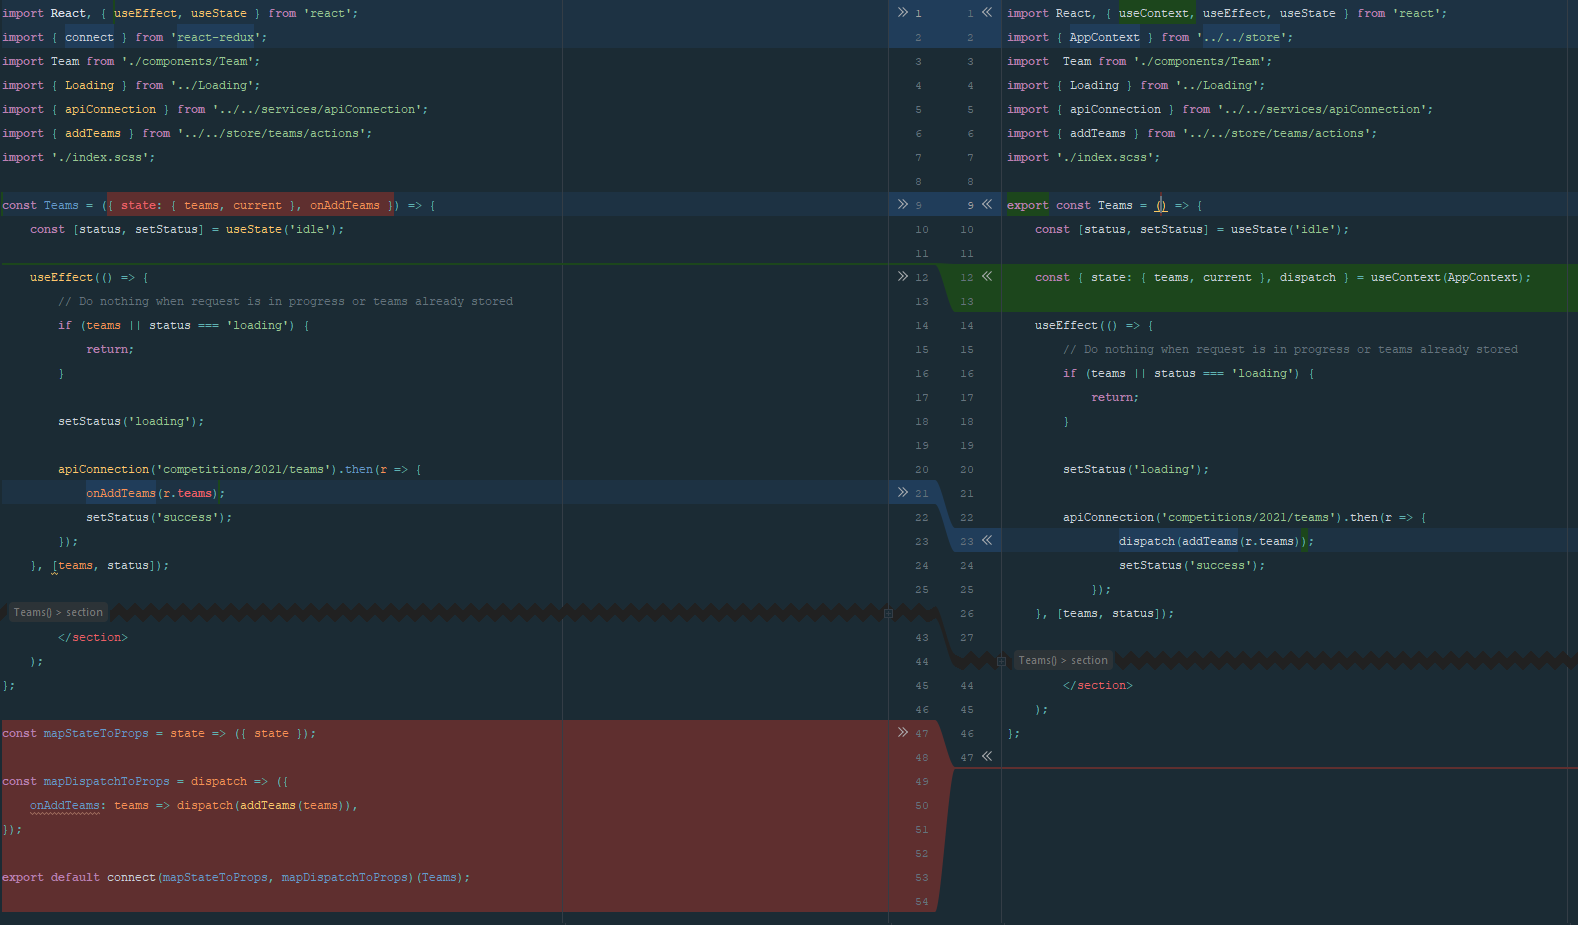 import React, { useEffect, useState } from 'react';
import { connect } from 'react-redux';
import Team from './components/Team';
import { Loading } from '../Loading';
import { apiConnection } from '../../services/apiConnection';
import { addTeams } from '../../store/teams/actions';
import './index.scss';
const Teams = ({ state: { teams, current }, onAddTeams }) => {
const [status, setStatus] = useState('idle');
useEffect(() => {
// Do nothing when request is in progress or teams already stored
if (teams || status === 'loading') {
return;
}
setStatus('loading');
apiConnection('competitions/2021/teams').then(r => {
onAddTeams(r.teams);
setStatus('success');
});
}, [teams, status]);
Teams() > section
</section>
);
};
const mapStateToProps = state => ({ state });
const mapDispatchToProps = dispatch => ({
onAddTeams: teams => dispatch(addTeams(teams)),
});
export default connect(mapStateToProps, mapDispatchToProps)(Teams);
1
2
3
4
5
6
7
8
9
10
11
12
13
14
15
16
17
18
19
20
21
22
23
24
25
43
44
45
46
47
48
49
50
51
52
53
54
1
2
3
4
5
6
7
8
9
10
11
12
13
14
15
16
17
18
19
20
21
22
23
24
25
26
27
44
45
46
47
import React, { useContext, useEffect, useState } from 'react';
import { AppContext } from '../../store';
import  Team from './components/Team';
import { Loading } from '../Loading';
import { apiConnection } from '../../services/apiConnection';
import { addTeams } from '../../store/teams/actions';
import './index.scss';
export const Teams = () => {
const [status, setStatus] = useState('idle');
const { state: { teams, current }, dispatch } = useContext(AppContext);
useEffect(() => {
// Do nothing when request is in progress or teams already stored
if (teams || status === 'loading') {
return;
}
setStatus('loading');
apiConnection('competitions/2021/teams').then(r => {
dispatch(addTeams(r.teams));
setStatus('success');
});
}, [teams, status]);
Teams() > section
</section>
);
};